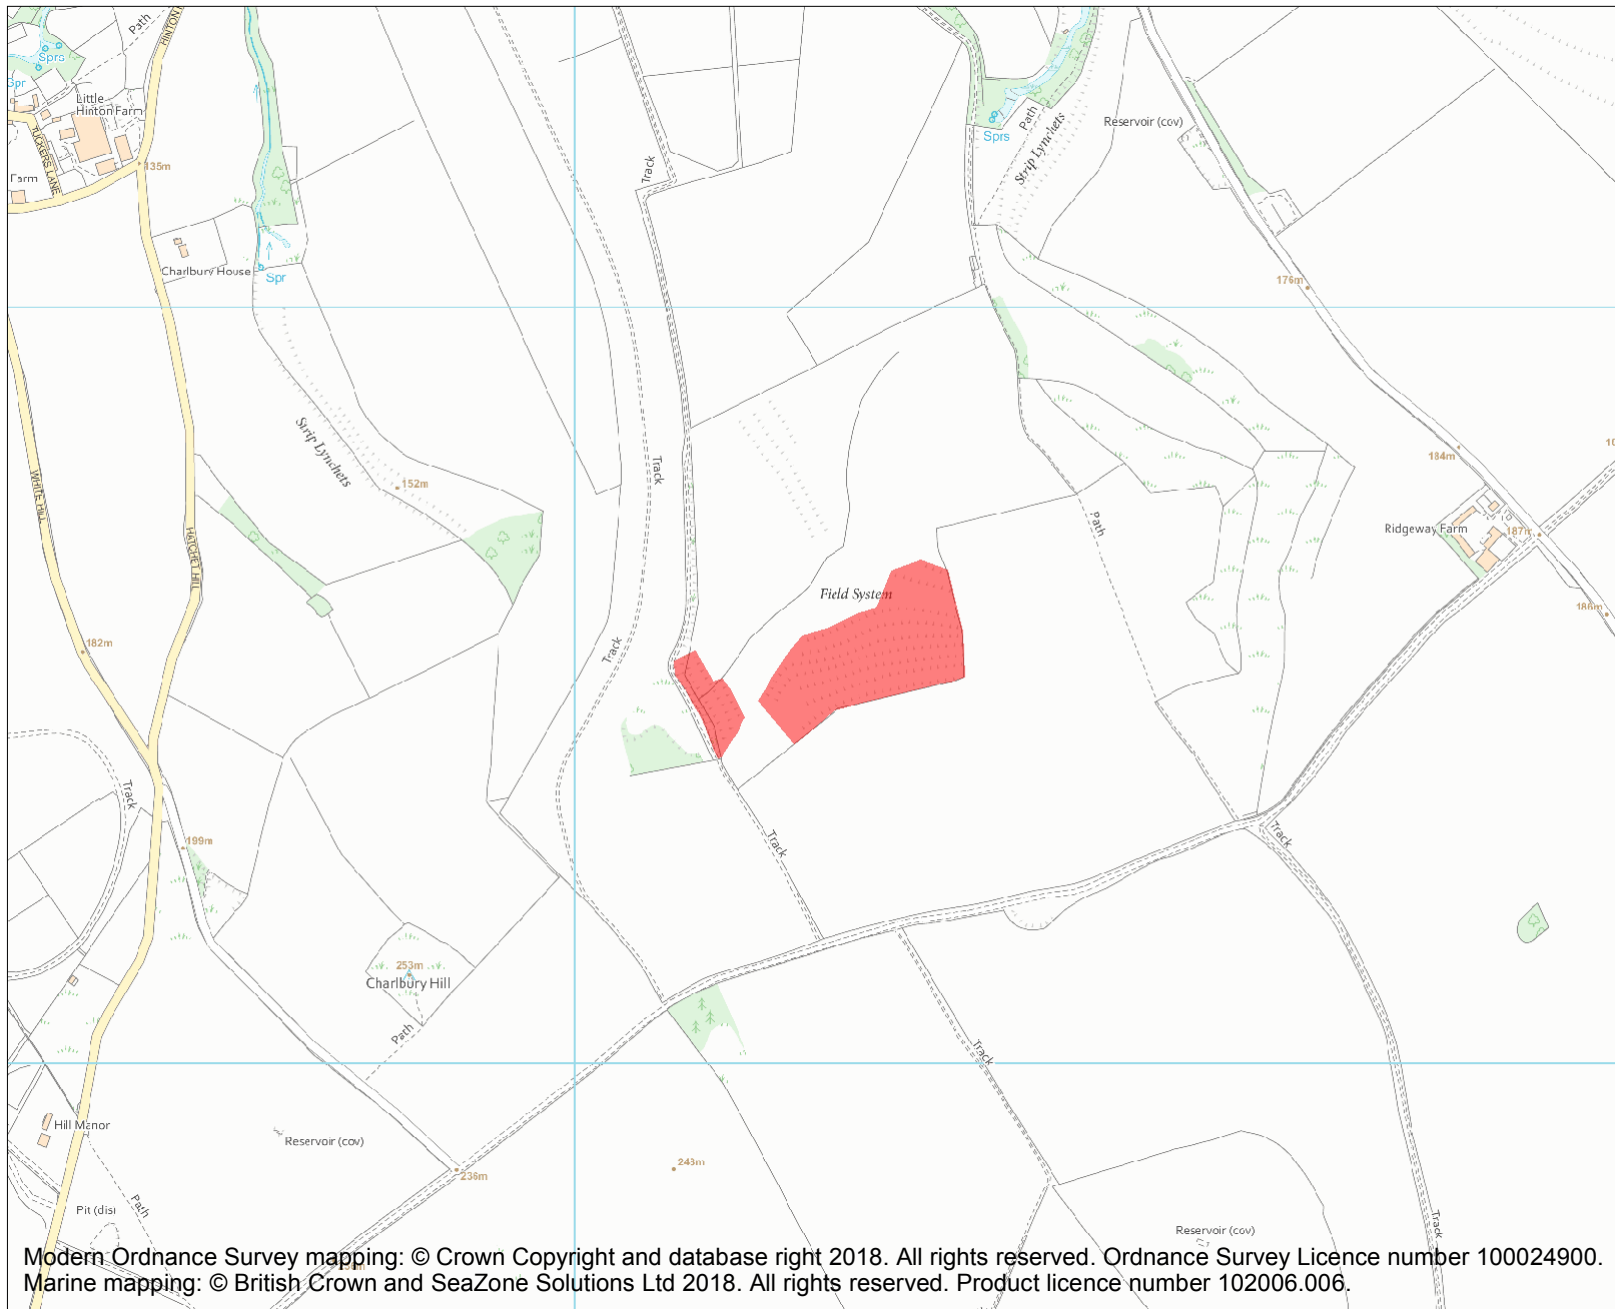 Path
HINTON
Sprs
Spr
Little
Hinton Farm
TUCKERS LANE
Farm
135m
Track
Sprs
Path
Strip Lynchets
Reservoir (cov)
Charlbury House
Spr
176m
Strip Lynchets
152m
Track
184m
WHITE HILL
HATCHET HILL
Path
Ridgeway Farm
187m
Field System
186m
182m
Track
Track
Track
Track
199m
253m
Charlbury Hill
Path
Track
Hill Manor
Reservoir (cov)
236m
243m
Path
Pit (dis)
Reservoir (cov)
Track
Modern Ordnance Survey mapping: © Crown Copyright and database right 2018. All rights reserved. Ordnance Survey Licence number 100024900.
Marine mapping: © British Crown and SeaZone Solutions Ltd 2018. All rights reserved. Product licence number 102006.006.